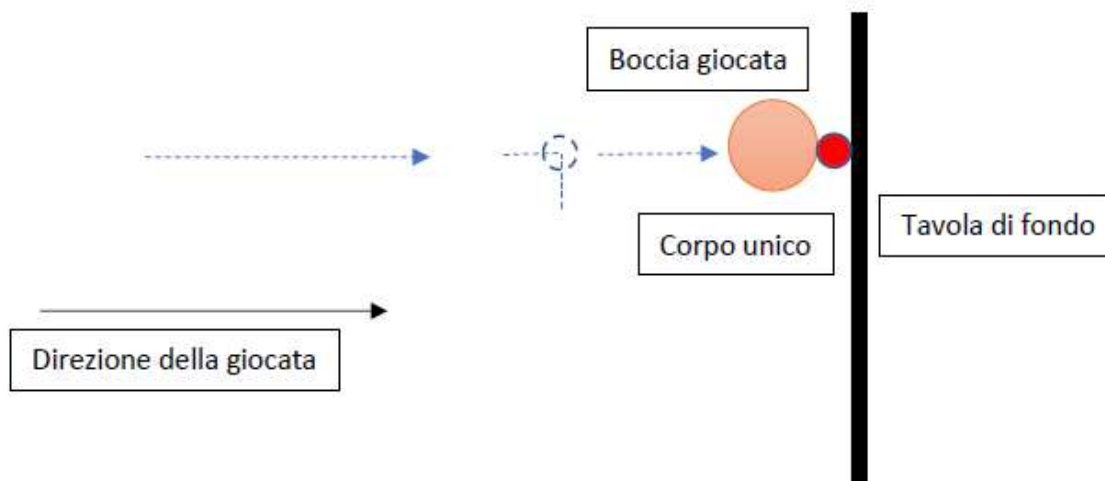 Boccia giocata
Corpo unico
Tavola di fondo
Direzione della giocata